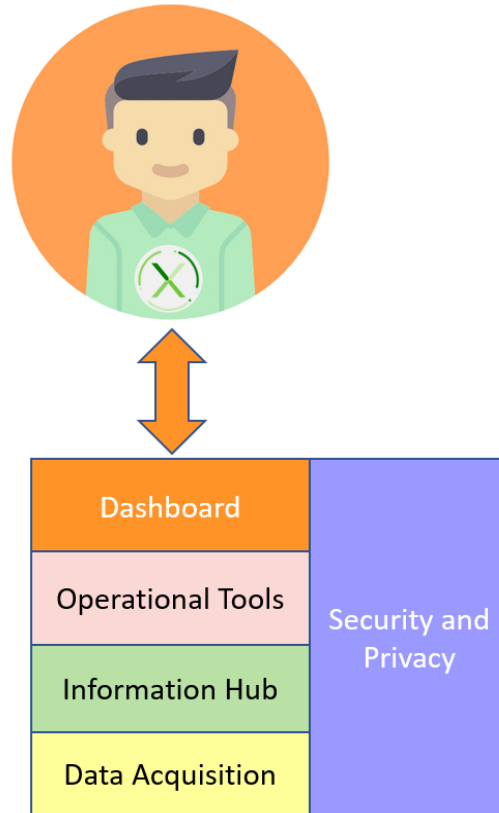 Dashboard
Operational Tools
Information Hub
Data Acquisition
Security and
Privacy